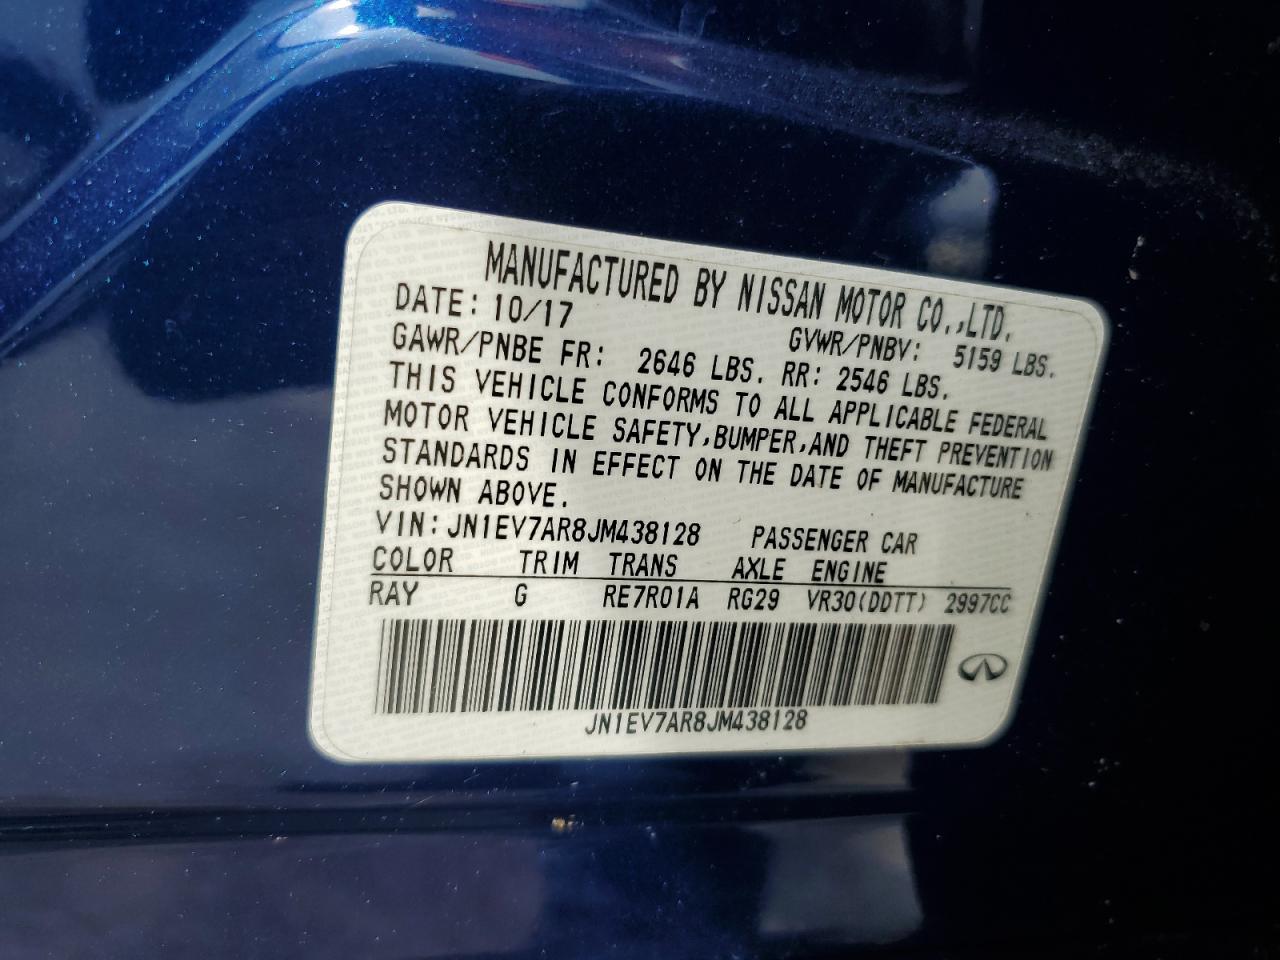 MANUFACTURED BY NISSAN MOTOR CO.,LTD.
DATE: 10/17 GVWR/PNBV: 5159 LBS.
GAWR/PNBE FR: 2646 LBS. RR: 2546 LBS.
THIS VEHICLE CONFORMS TO ALL APPLICABLE FEDERAL
MOTOR VEHICLE SAFETY,BUMPER,AND THEFT PREVENTION
STANDARDS IN EFFECT ON THE DATE OF MANUFACTURE
SHOWN ABOVE.
VIN: JN1EV7AR8JM438128 PASSENGER CAR
COLOR TRIM TRANS AXLE ENGINE
RAY G RE7R01A RG29 VR30(DDTT) 2997CC
JN1EV7AR8JM438128